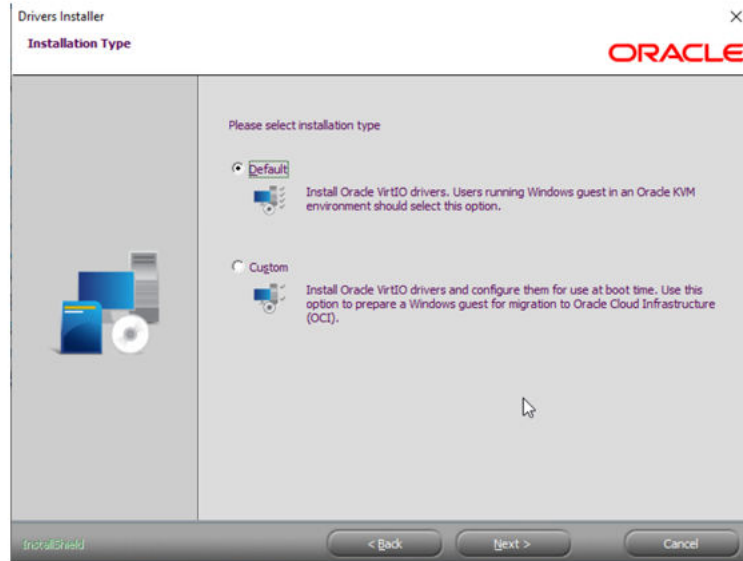 Drivers Installer
Installation Type
ORACLE
Please select installation type
Default
Install Oracle VirtIO drivers. Users running Windows guest in an Oracle KVM
environment should select this option.
Custom
Install Oracle VirtIO drivers and configure them for use at boot time. Use this
option to prepare a Windows guest for migration to Oracle Cloud Infrastructure
(OCI).
InstallShield
< Back
Next >
Cancel